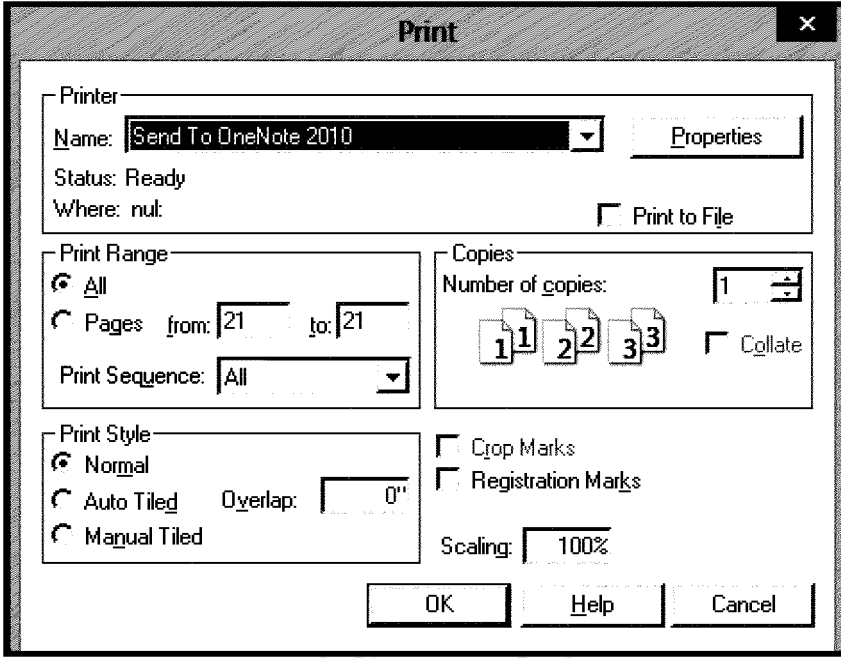 Print
Printer
Name: Send To OneNote 2010
Properties
Status: Ready
Where: nul:
Print to File
Print Range
All
Pages from: 21 to: 21
Print Sequence: All
Copies
Number of copies: 1
1 1 2 2 3 3
Collate
Print Style
Normal
Auto Tiled Overlap: 0"
Manual Tiled
Crop Marks
Registration Marks
Scaling: 100%
OK Help Cancel